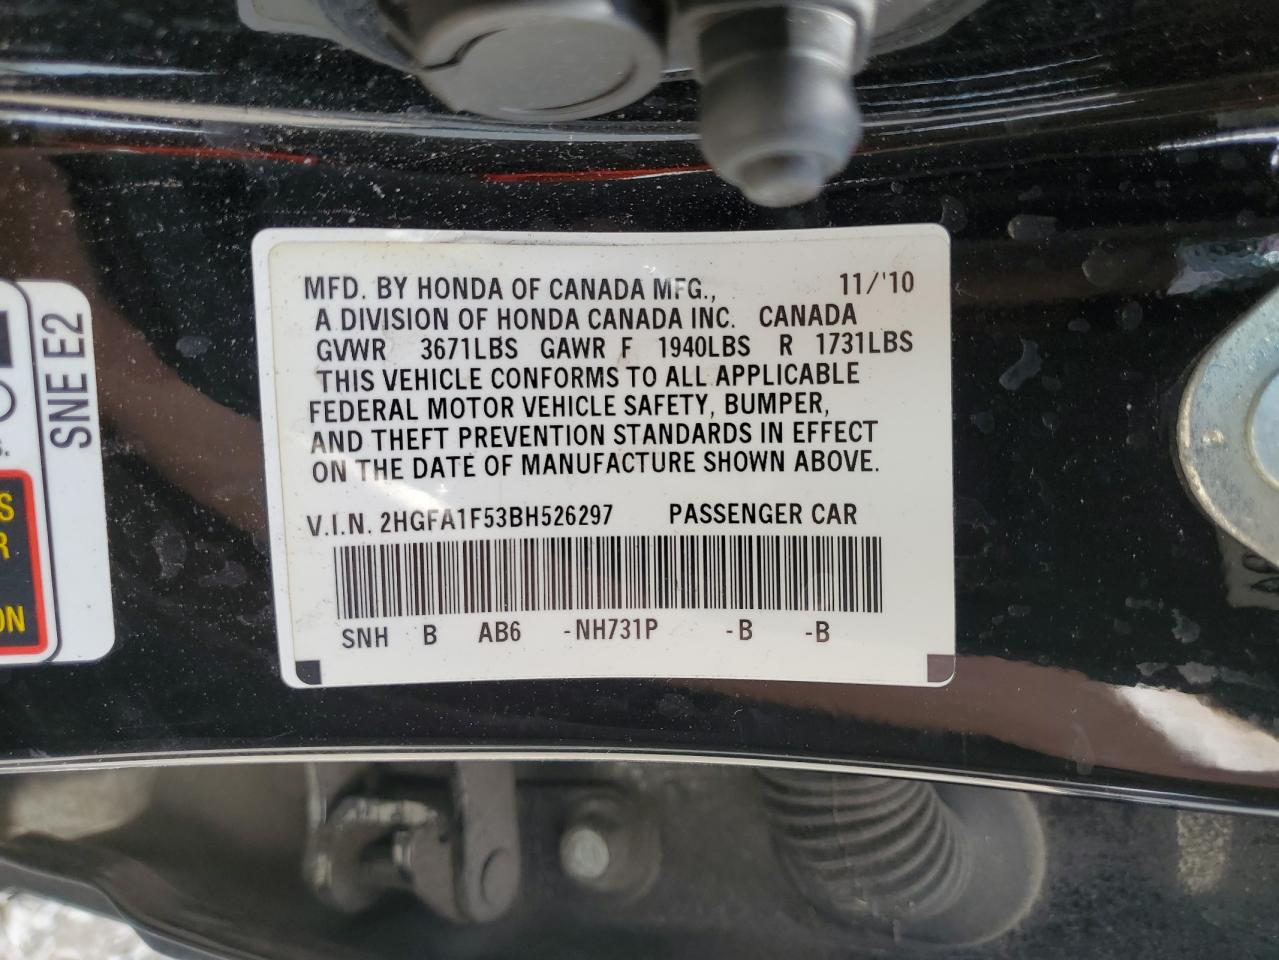 MFD. BY HONDA OF CANADA MFG., 11/'10
A DIVISION OF HONDA CANADA INC. CANADA
GVWR 3671LBS GAWR F 1940LBS R 1731LBS
THIS VEHICLE CONFORMS TO ALL APPLICABLE
FEDERAL MOTOR VEHICLE SAFETY, BUMPER,
AND THEFT PREVENTION STANDARDS IN EFFECT
ON THE DATE OF MANUFACTURE SHOWN ABOVE.
V.I.N. 2HGFA1F53BH526297 PASSENGER CAR
SNH B AB6 -NH731P -B -B
SNE E2